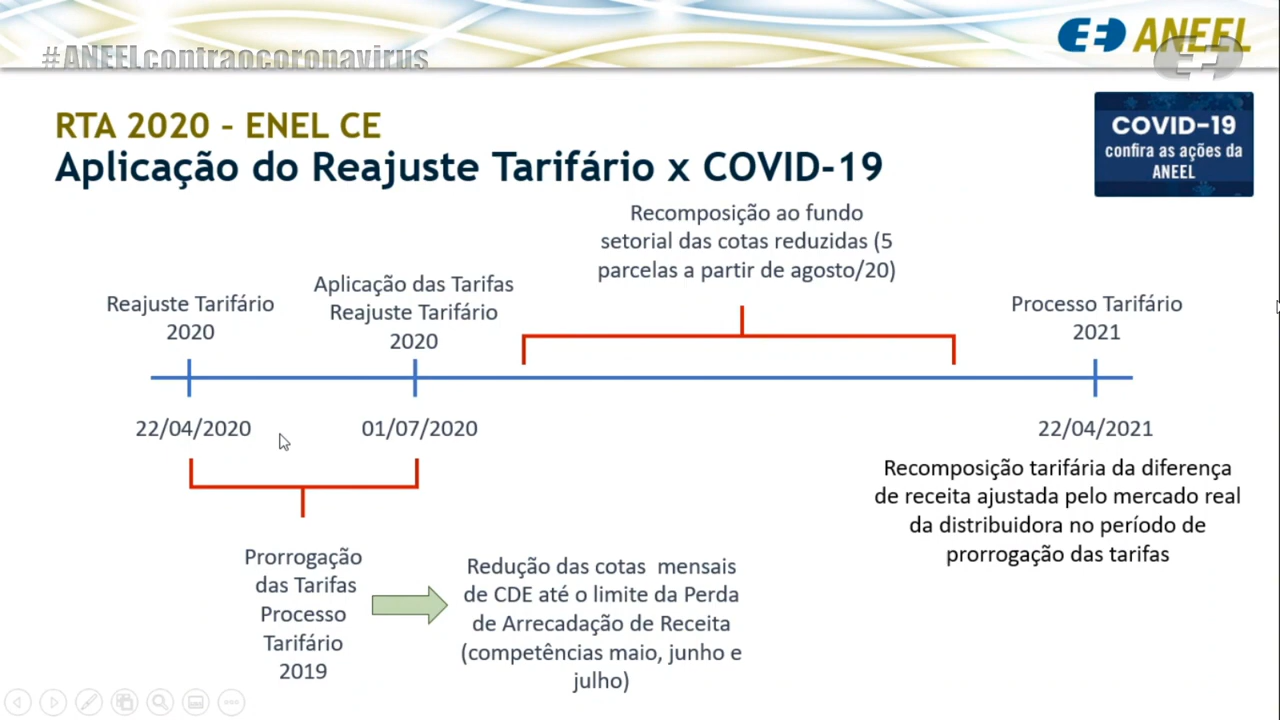 #ANEELcontraocoronavirus
ANEEL
RTA 2020 - ENEL CE
Aplicação do Reajuste Tarifário x COVID-19
COVID-19
confira as ações da
ANEEL
Recomposição ao fundo
setorial das cotas reduzidas (5
parcelas a partir de agosto/20)
Reajuste Tarifário
2020
Aplicação das Tarifas
Reajuste Tarifário
2020
Processo Tarifário
2021
22/04/2020
01/07/2020
22/04/2021
Recomposição tarifária da diferença
de receita ajustada pelo mercado real
da distribuidora no período de
prorrogação das tarifas
Prorrogação
das Tarifas
Processo
Tarifário
2019
Redução das cotas mensais
de CDE até o limite da Perda
de Arrecadação de Receita
(competências maio, junho e
julho)